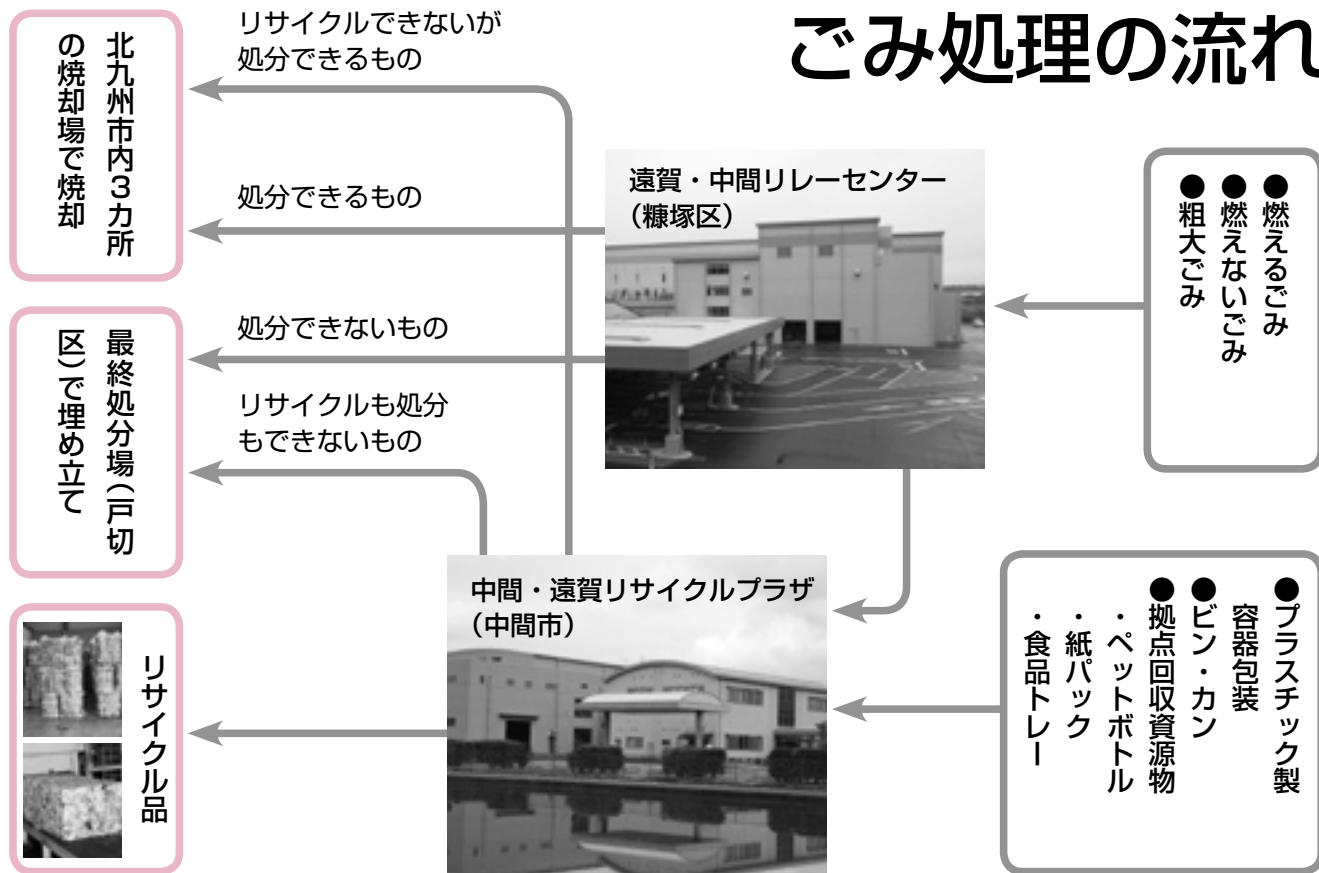 ごみ処理の流れ
●燃えるごみ
●燃えないごみ
●粗大ごみ
遠賀・中間リレーセンター
（糠塚区）
リサイクルできないが
処分できるもの
処分できるもの
処分できないもの
リサイクルも処分
もできないもの
北九州市内3カ所
の焼却場で焼却
最終処分場（戸切
区）で埋め立て
●プラスチック製
容器包装
●ビン・カン
●拠点回収資源物
・ペットボトル
・紙パック
・食品トレー
中間・遠賀リサイクルプラザ
（中間市）
リサイクル品